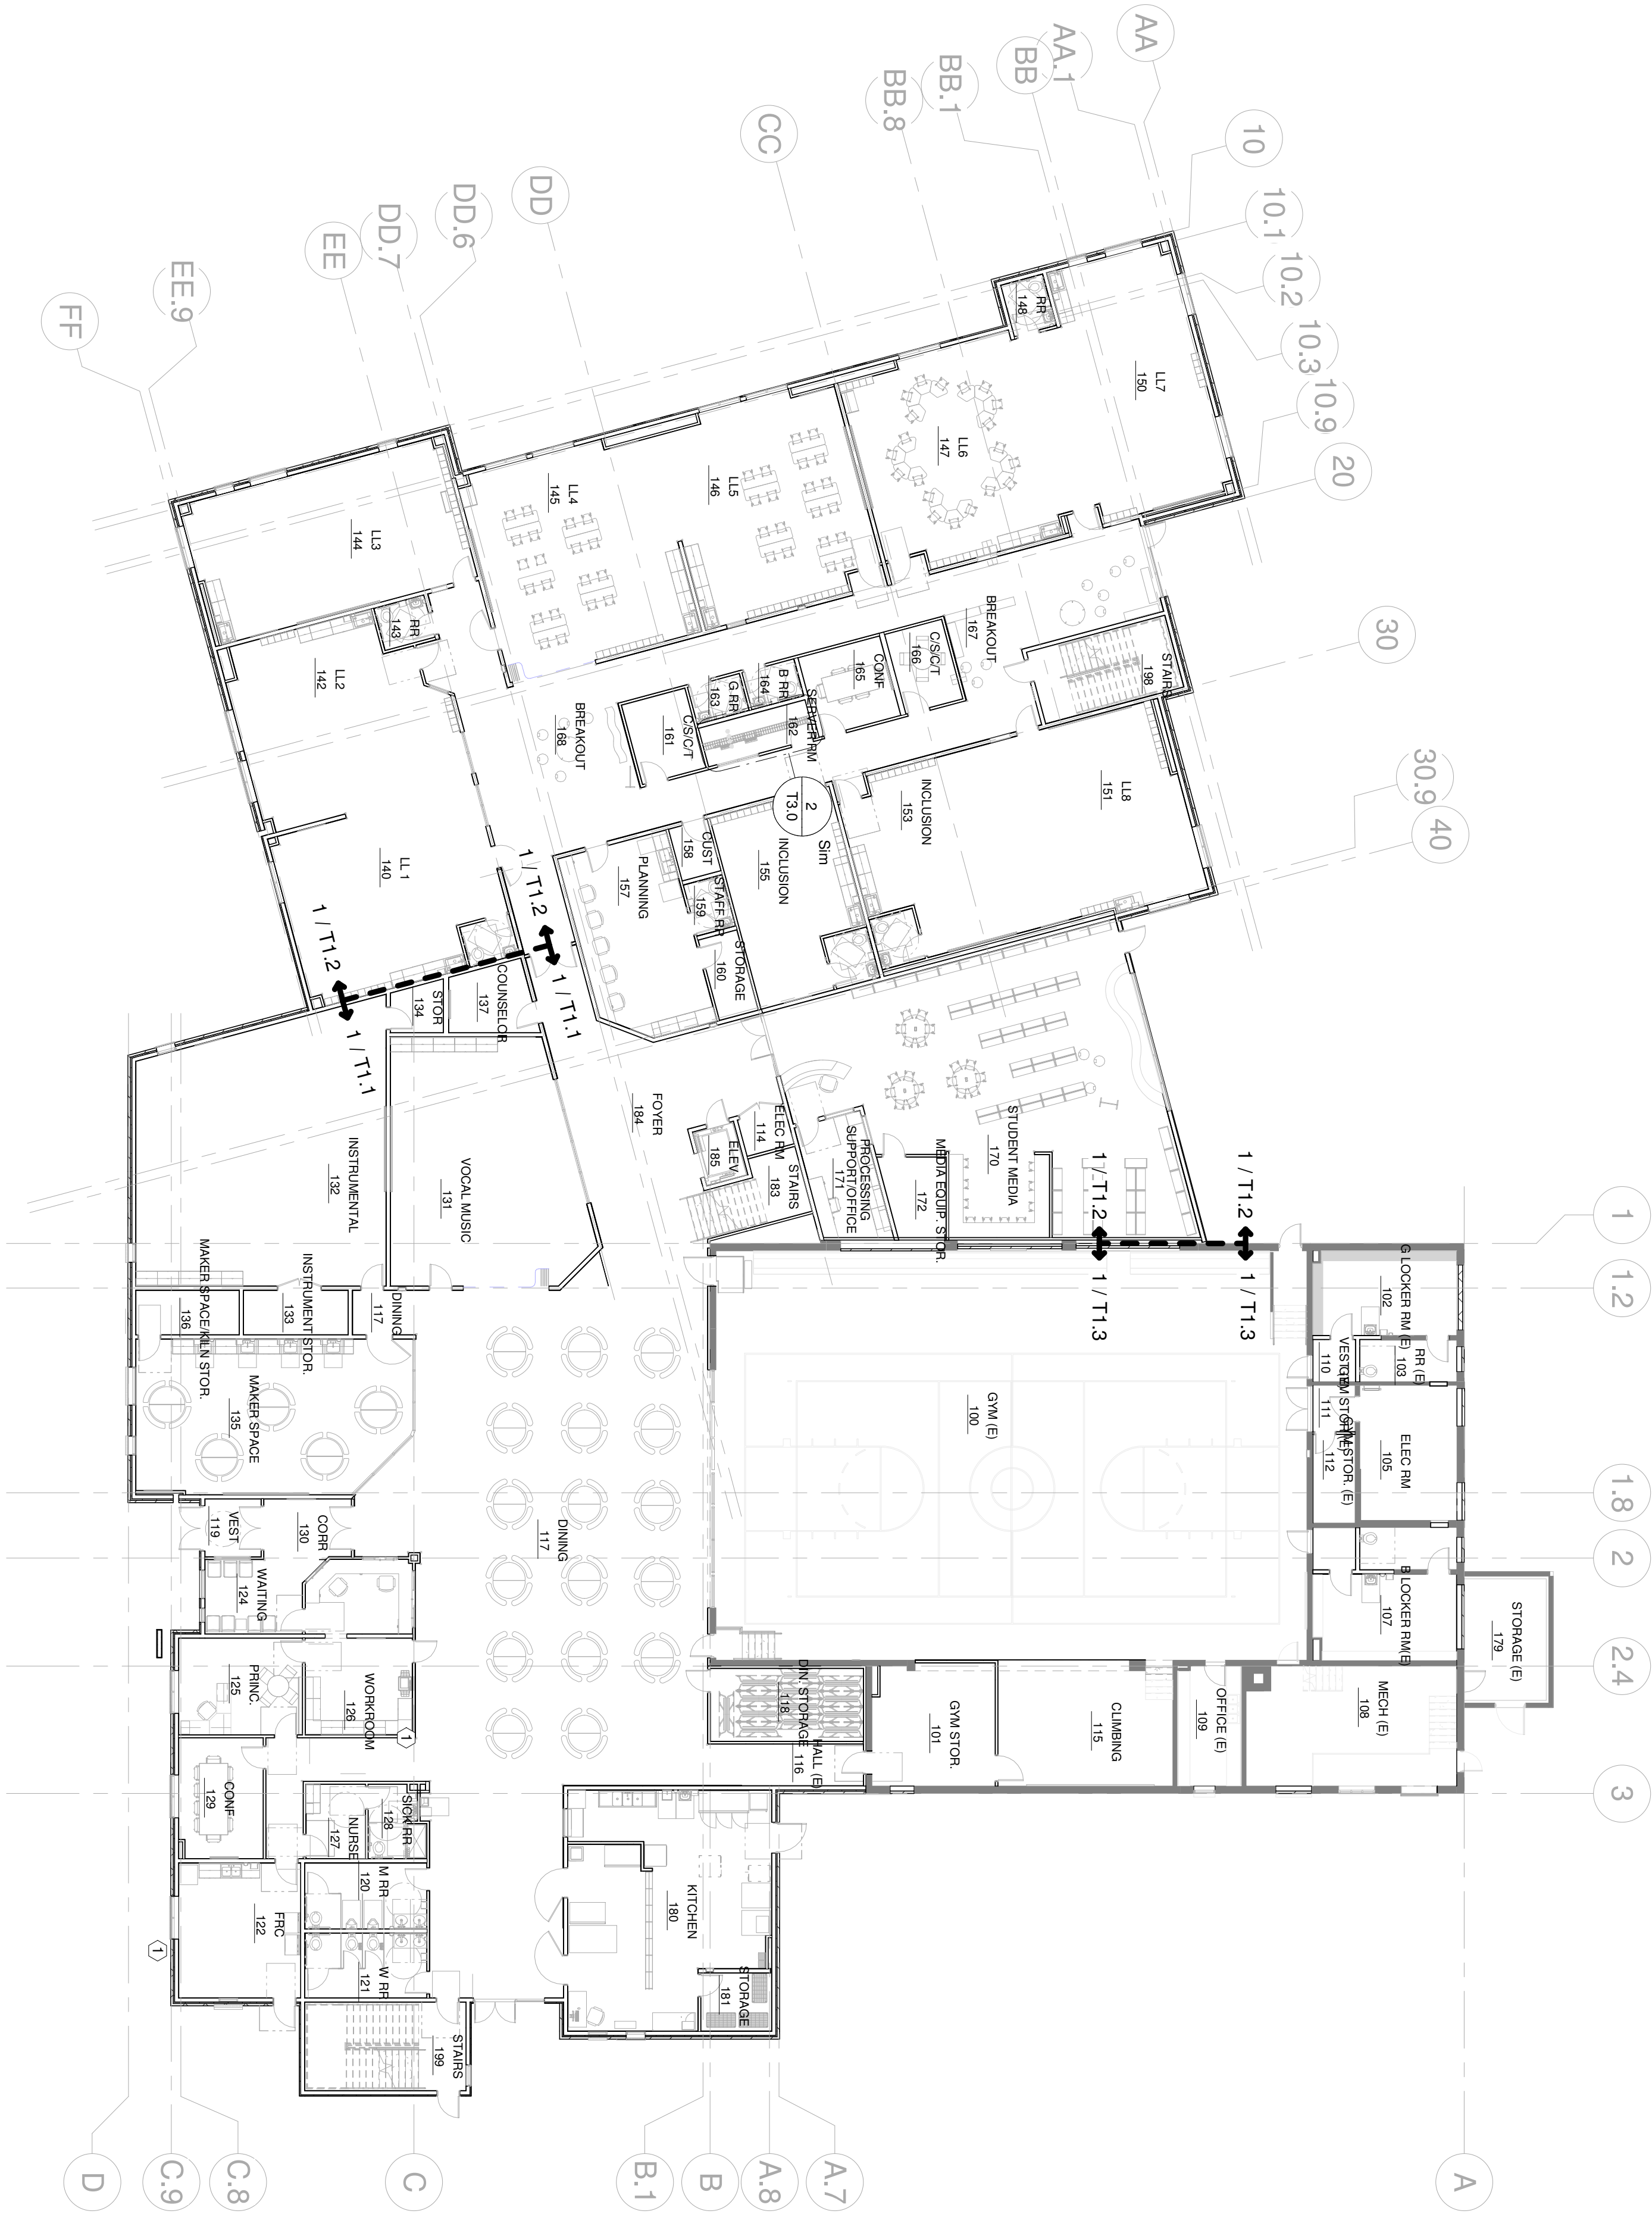 AA
AA.1
BB
BB.1
BB.8
CC
DD
DD.6
DD.7
EE
EE.9
FF
10
10.1
10.2
10.3
10.9
20
30
30.9
40
1
1.2
1.8
2
2.4
3
A
A.7
A.8
B
B.1
C
C.8
C.9
D
RR
148
LL7
150
LL6
147
LL5
146
LL4
145
LL3
144
RR
143
LL2
142
LL 1
140
BREAKOUT
167
STAIRS
198
C/S/C/T
166
CONF
165
B RR
164
G RR
163
SERVER RM
162
C/S/C/T
161
BREAKOUT
168
LL8
151
INCLUSION
153
2
T3.0
Sim
INCLUSION
155
CUST
158
STAFF RR
159
STORAGE
160
PLANNING
157
1 / T1.2
1 / T1.1
1 / T1.2
1 / T1.1
COUNSELOR
137
STOR
134
INSTRUMENTAL
132
VOCAL MUSIC
131
FOYER
184
ELEC RM
114
ELEV
185
STAIRS
183
PROCESSING
SUPPORT/OFFICE
171
MEDIA EQUIP. STOR.
172
STUDENT MEDIA
170
1 / T1.2
1 / T1.3
1 / T1.2
1 / T1.3
G LOCKER RM (E)
102
RR (E)
103
VEST (E)
110
GYM STOR (E)
111
GYM STOR (E)
112
ELEC RM
105
B LOCKER RM(E)
107
STORAGE (E)
179
MECH (E)
108
OFFICE (E)
109
CLIMBING
115
GYM STOR.
101
GYM (E)
100
DIN. STORAGE
118
HALL (E)
116
DINING
117
DINING
117
INSTRUMENT STOR.
133
MAKER SPACE/KILN STOR.
136
MAKER SPACE
135
VEST
119
CORR
130
WAITING
124
PRINC.
125
WORKROOM
126
1
CONF
129
NURSE
127
SICK RR
128
M RR
120
W RR
121
FRC
122
1
STAIRS
199
KITCHEN
180
STORAGE
181